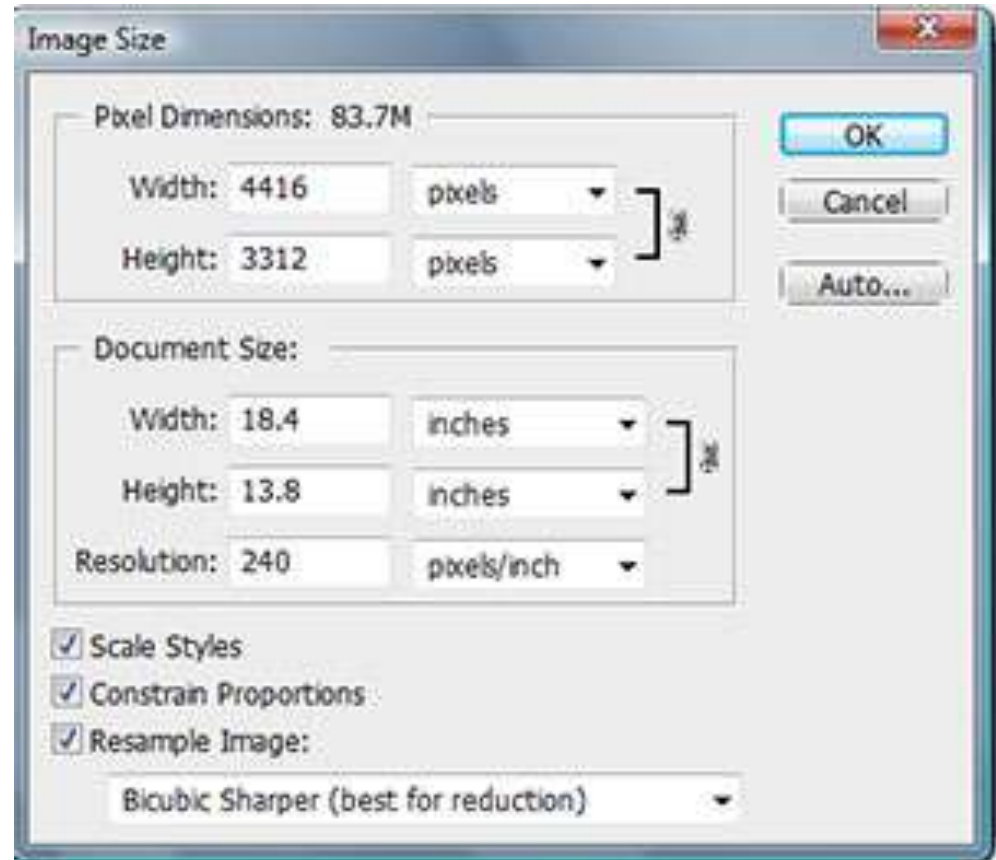 Image Size
Pixel Dimensions: 83.7M
OK
Width: 4416 pixels
Cancel
Height: 3312 pixels
Auto...
Document Size:
Width: 18.4 inches
Height: 13.8 inches
Resolution: 240 pixels/inch
Scale Styles
Constrain Proportions
Resample Image:
Bicubic Sharper (best for reduction)